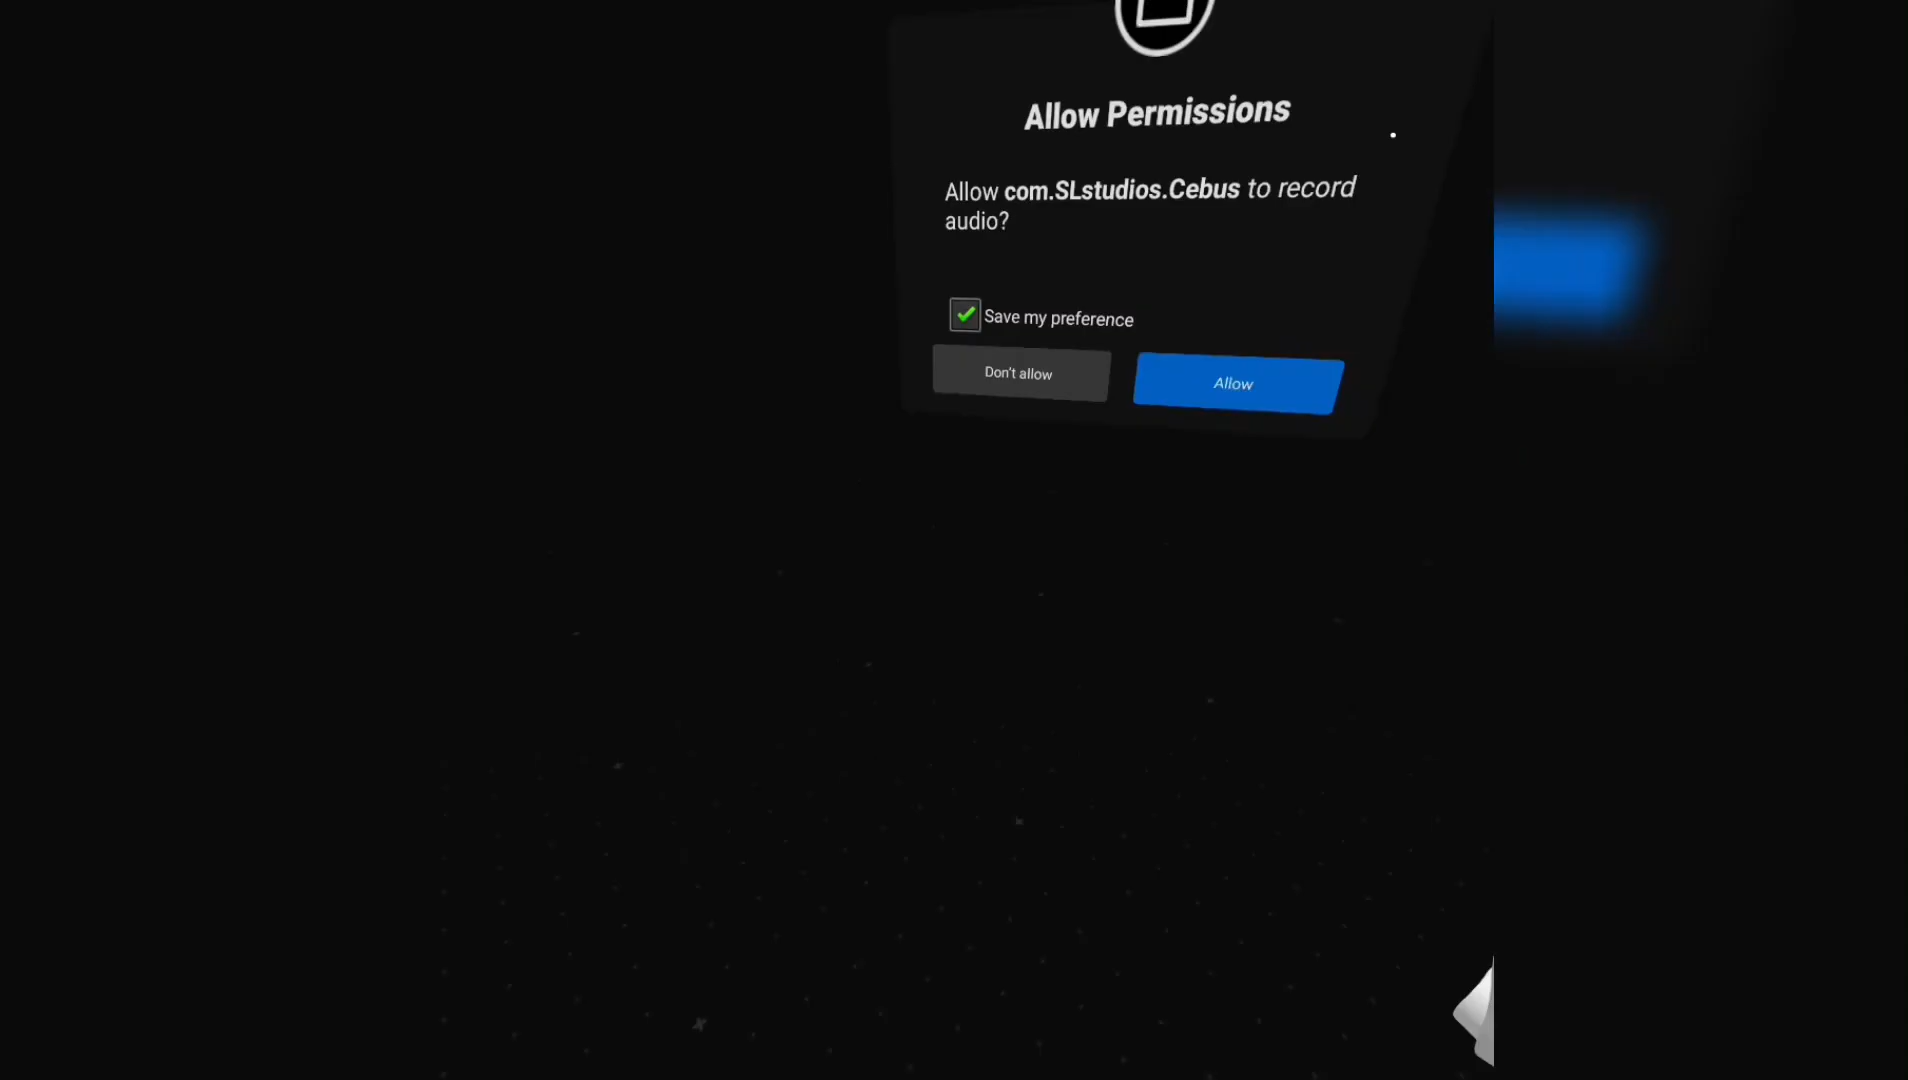 Allow Permissions
Allow com.SLstudios.Cebus to record
audio?
Save my preference
Don't allow
Allow